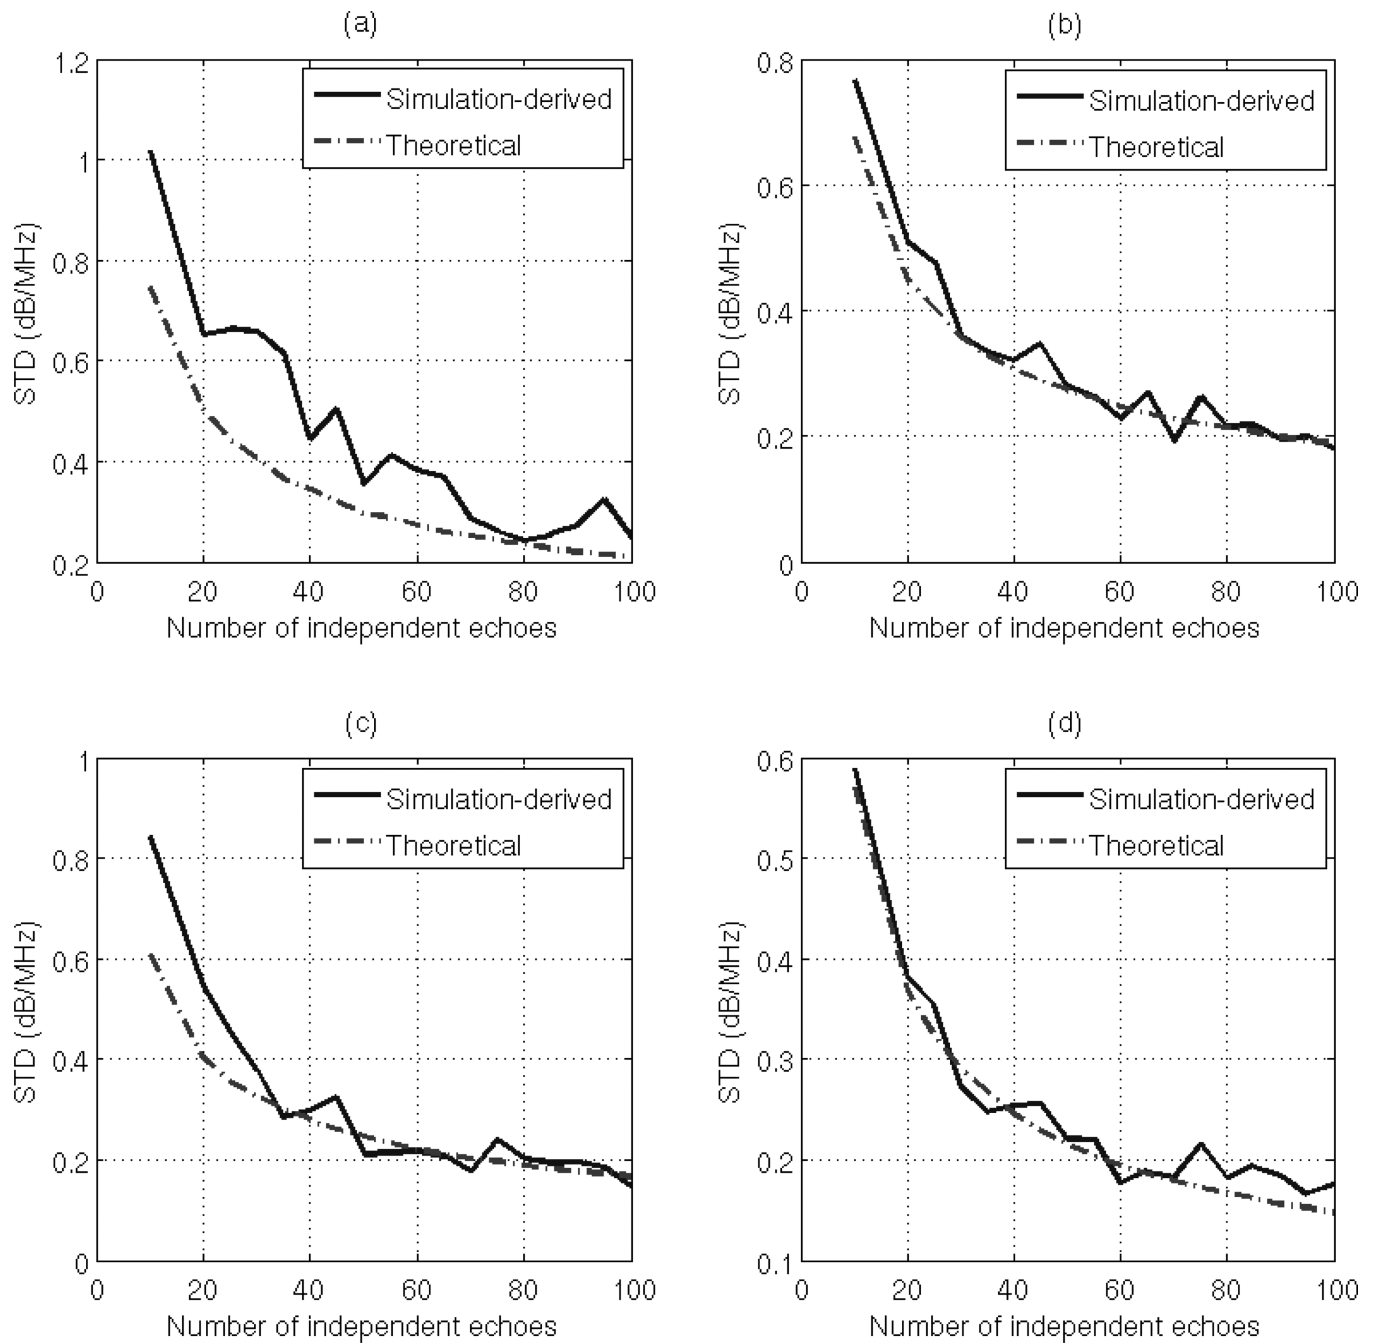 (a)
1.2
1
0.8
0.6
0.4
0.2
0 20 40 60 80 100
STD (dB/MHz)
Number of independent echoes
Simulation-derived
Theoretical
(b)
0.8
0.6
0.4
0.2
0
0 20 40 60 80 100
STD (dB/MHz)
Number of independent echoes
Simulation-derived
Theoretical
(c)
1
0.8
0.6
0.4
0.2
0
0 20 40 60 80 100
STD (dB/MHz)
Number of independent echoes
Simulation-derived
Theoretical
(d)
0.6
0.5
0.4
0.3
0.2
0.1
0 20 40 60 80 100
STD (dB/MHz)
Number of independent echoes
Simulation-derived
Theoretical